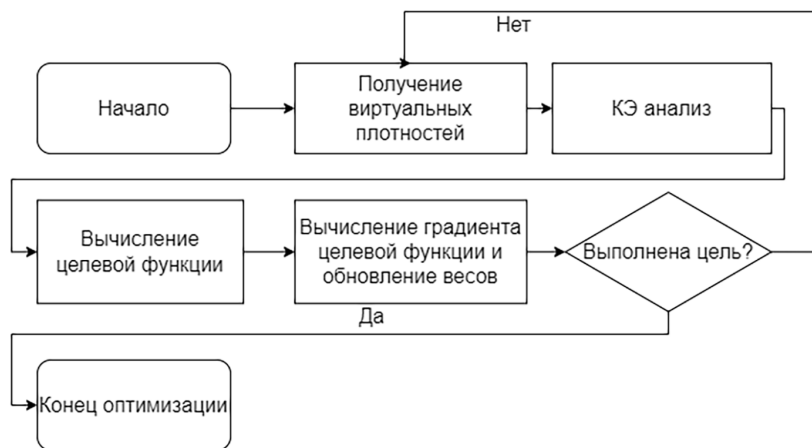 Нет
Начало
Получение
виртуальных
плотностей
КЭ анализ
Вычисление
целевой функции
Вычисление градиента
целевой функции и
обновление весов
Выполнена цель?
Да
Конец оптимизации